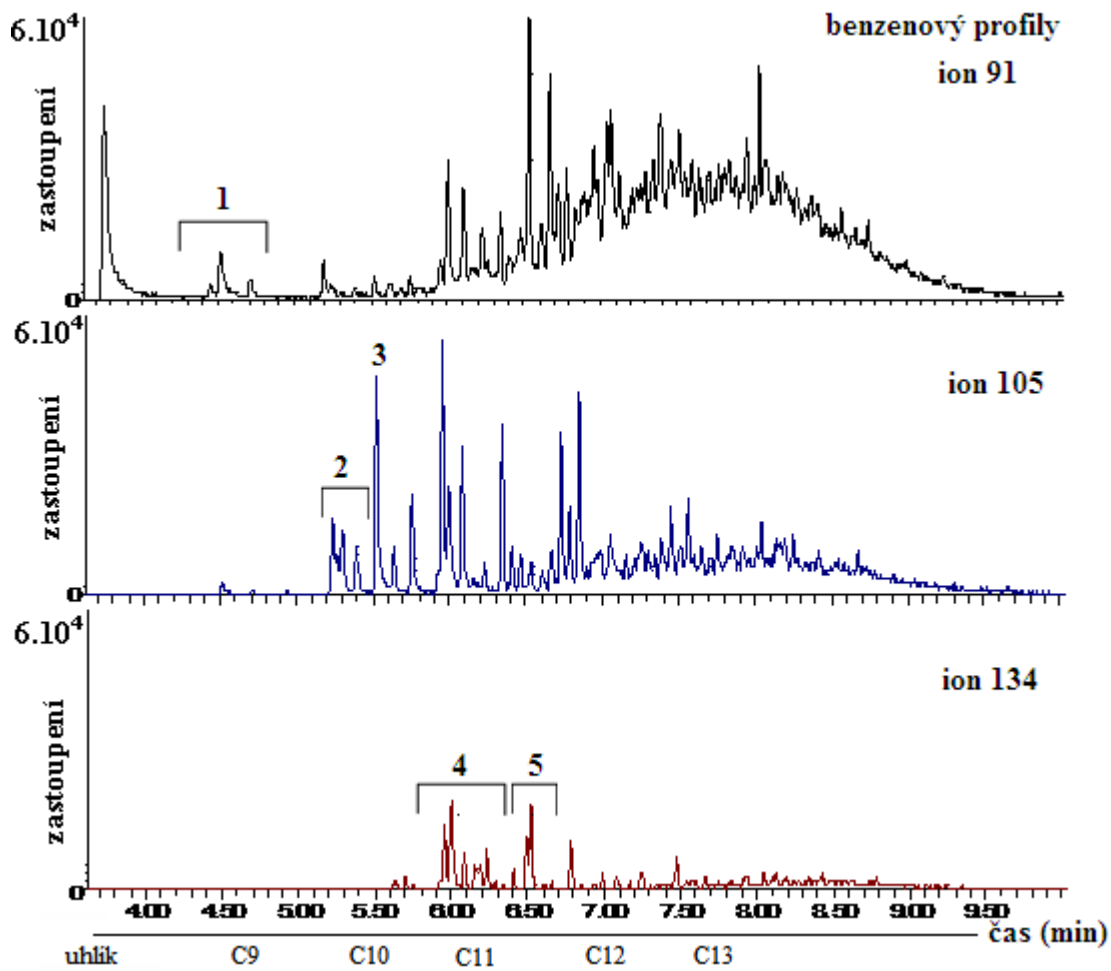 6.10⁴
benzenový profily
ion 91
zastoupení
1
0
6.10⁴
ion 105
zastoupení
3
2
0
6.10⁴
ion 134
zastoupení
4 5
0
4.00 4.50 5.00 5.50 6.00 6.50 7.00 7.50 8.00 8.50 9.00 9.50
čas (min)
uhlik C9 C10 C11 C12 C13